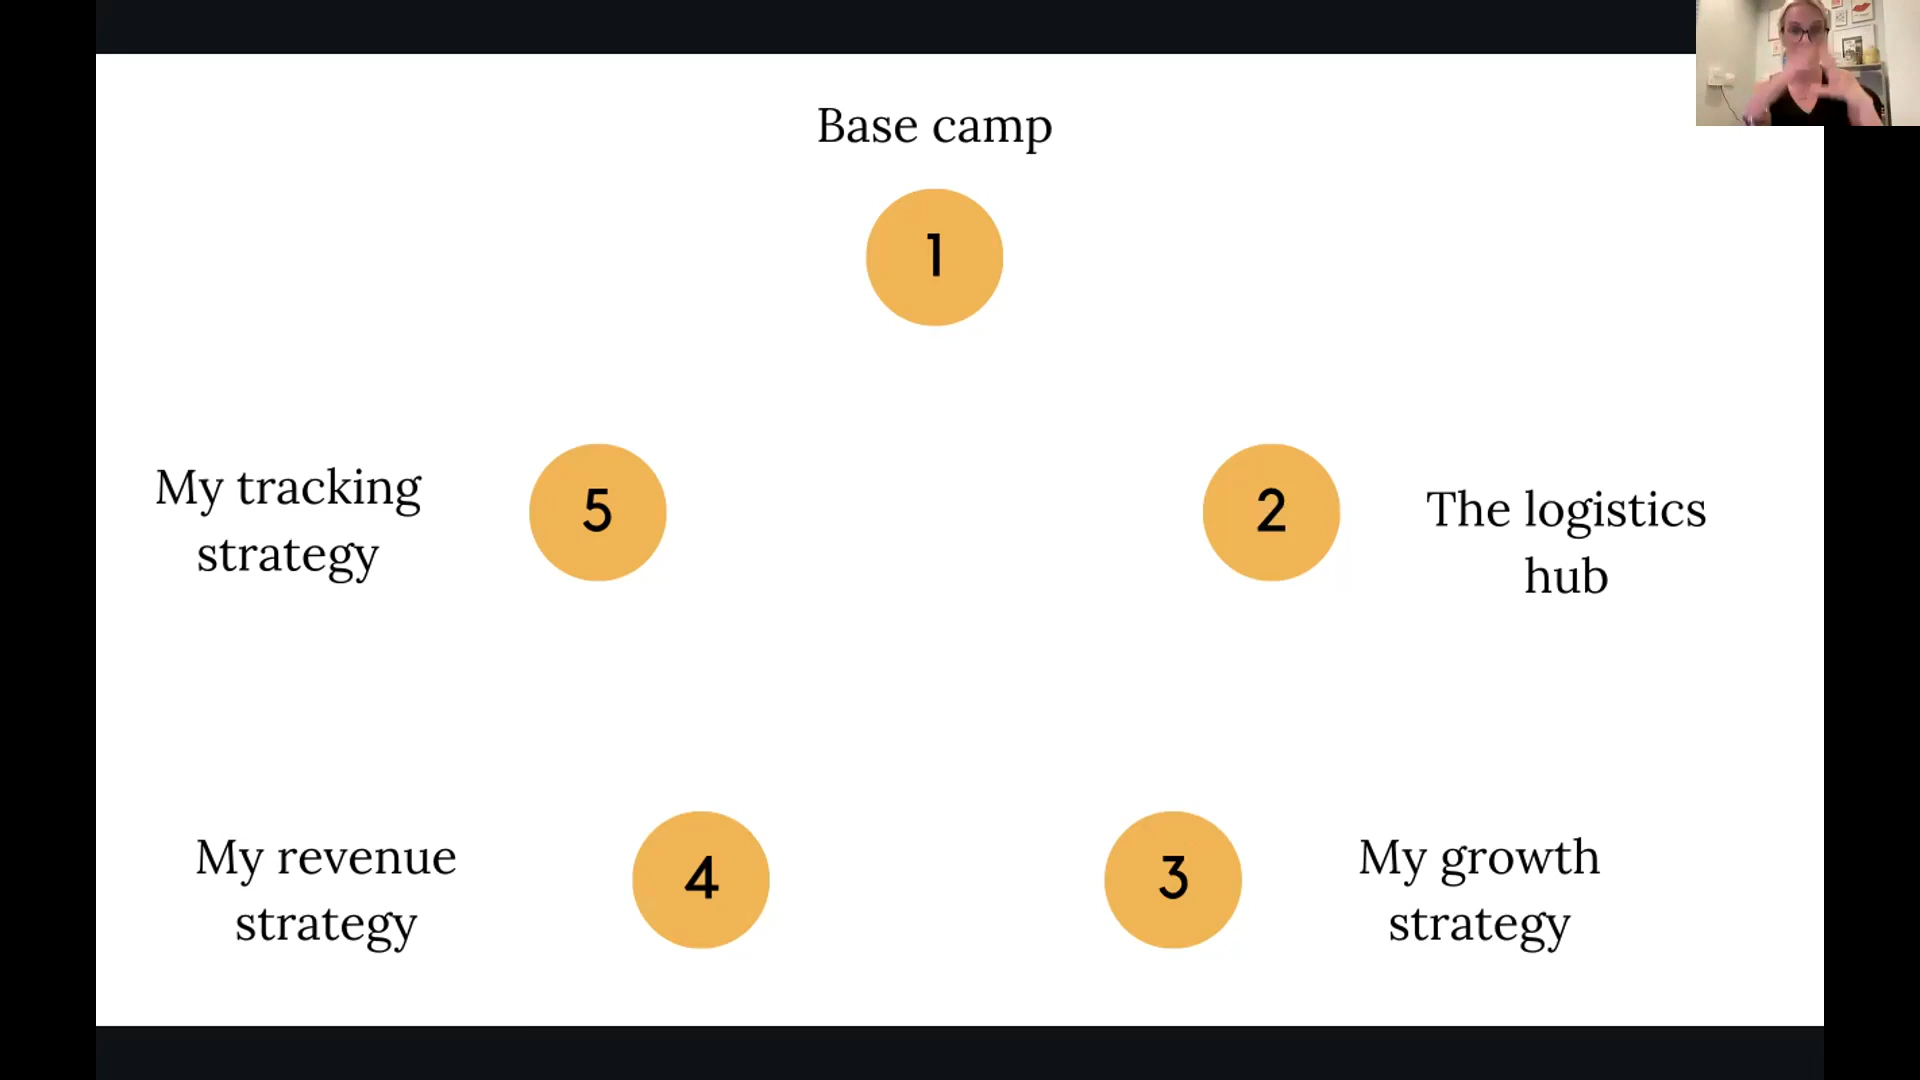 Base camp
1
5
My tracking
strategy
2
The logistics
hub
My revenue
strategy
4
3
My growth
strategy